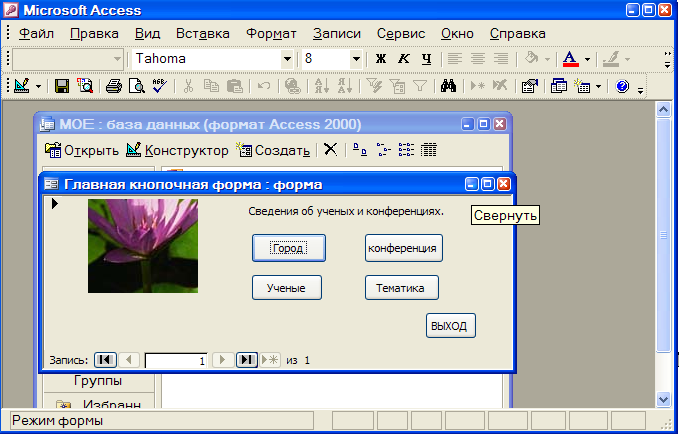 Microsoft Access
Файл Правка Вид Вставка Формат Записи Сервис Окно Справка
Tahoma 8 Ж К Ч
МОЕ : база данных (формат Access 2000)
Открыть Конструктор Создать
Главная кнопочная форма : форма
Сведения об ученых и конференциях.
Свернуть
Город конференция
Ученые Тематика
ВЫХОД
Запись: 1 из 1
Группы
Избранн
Режим формы